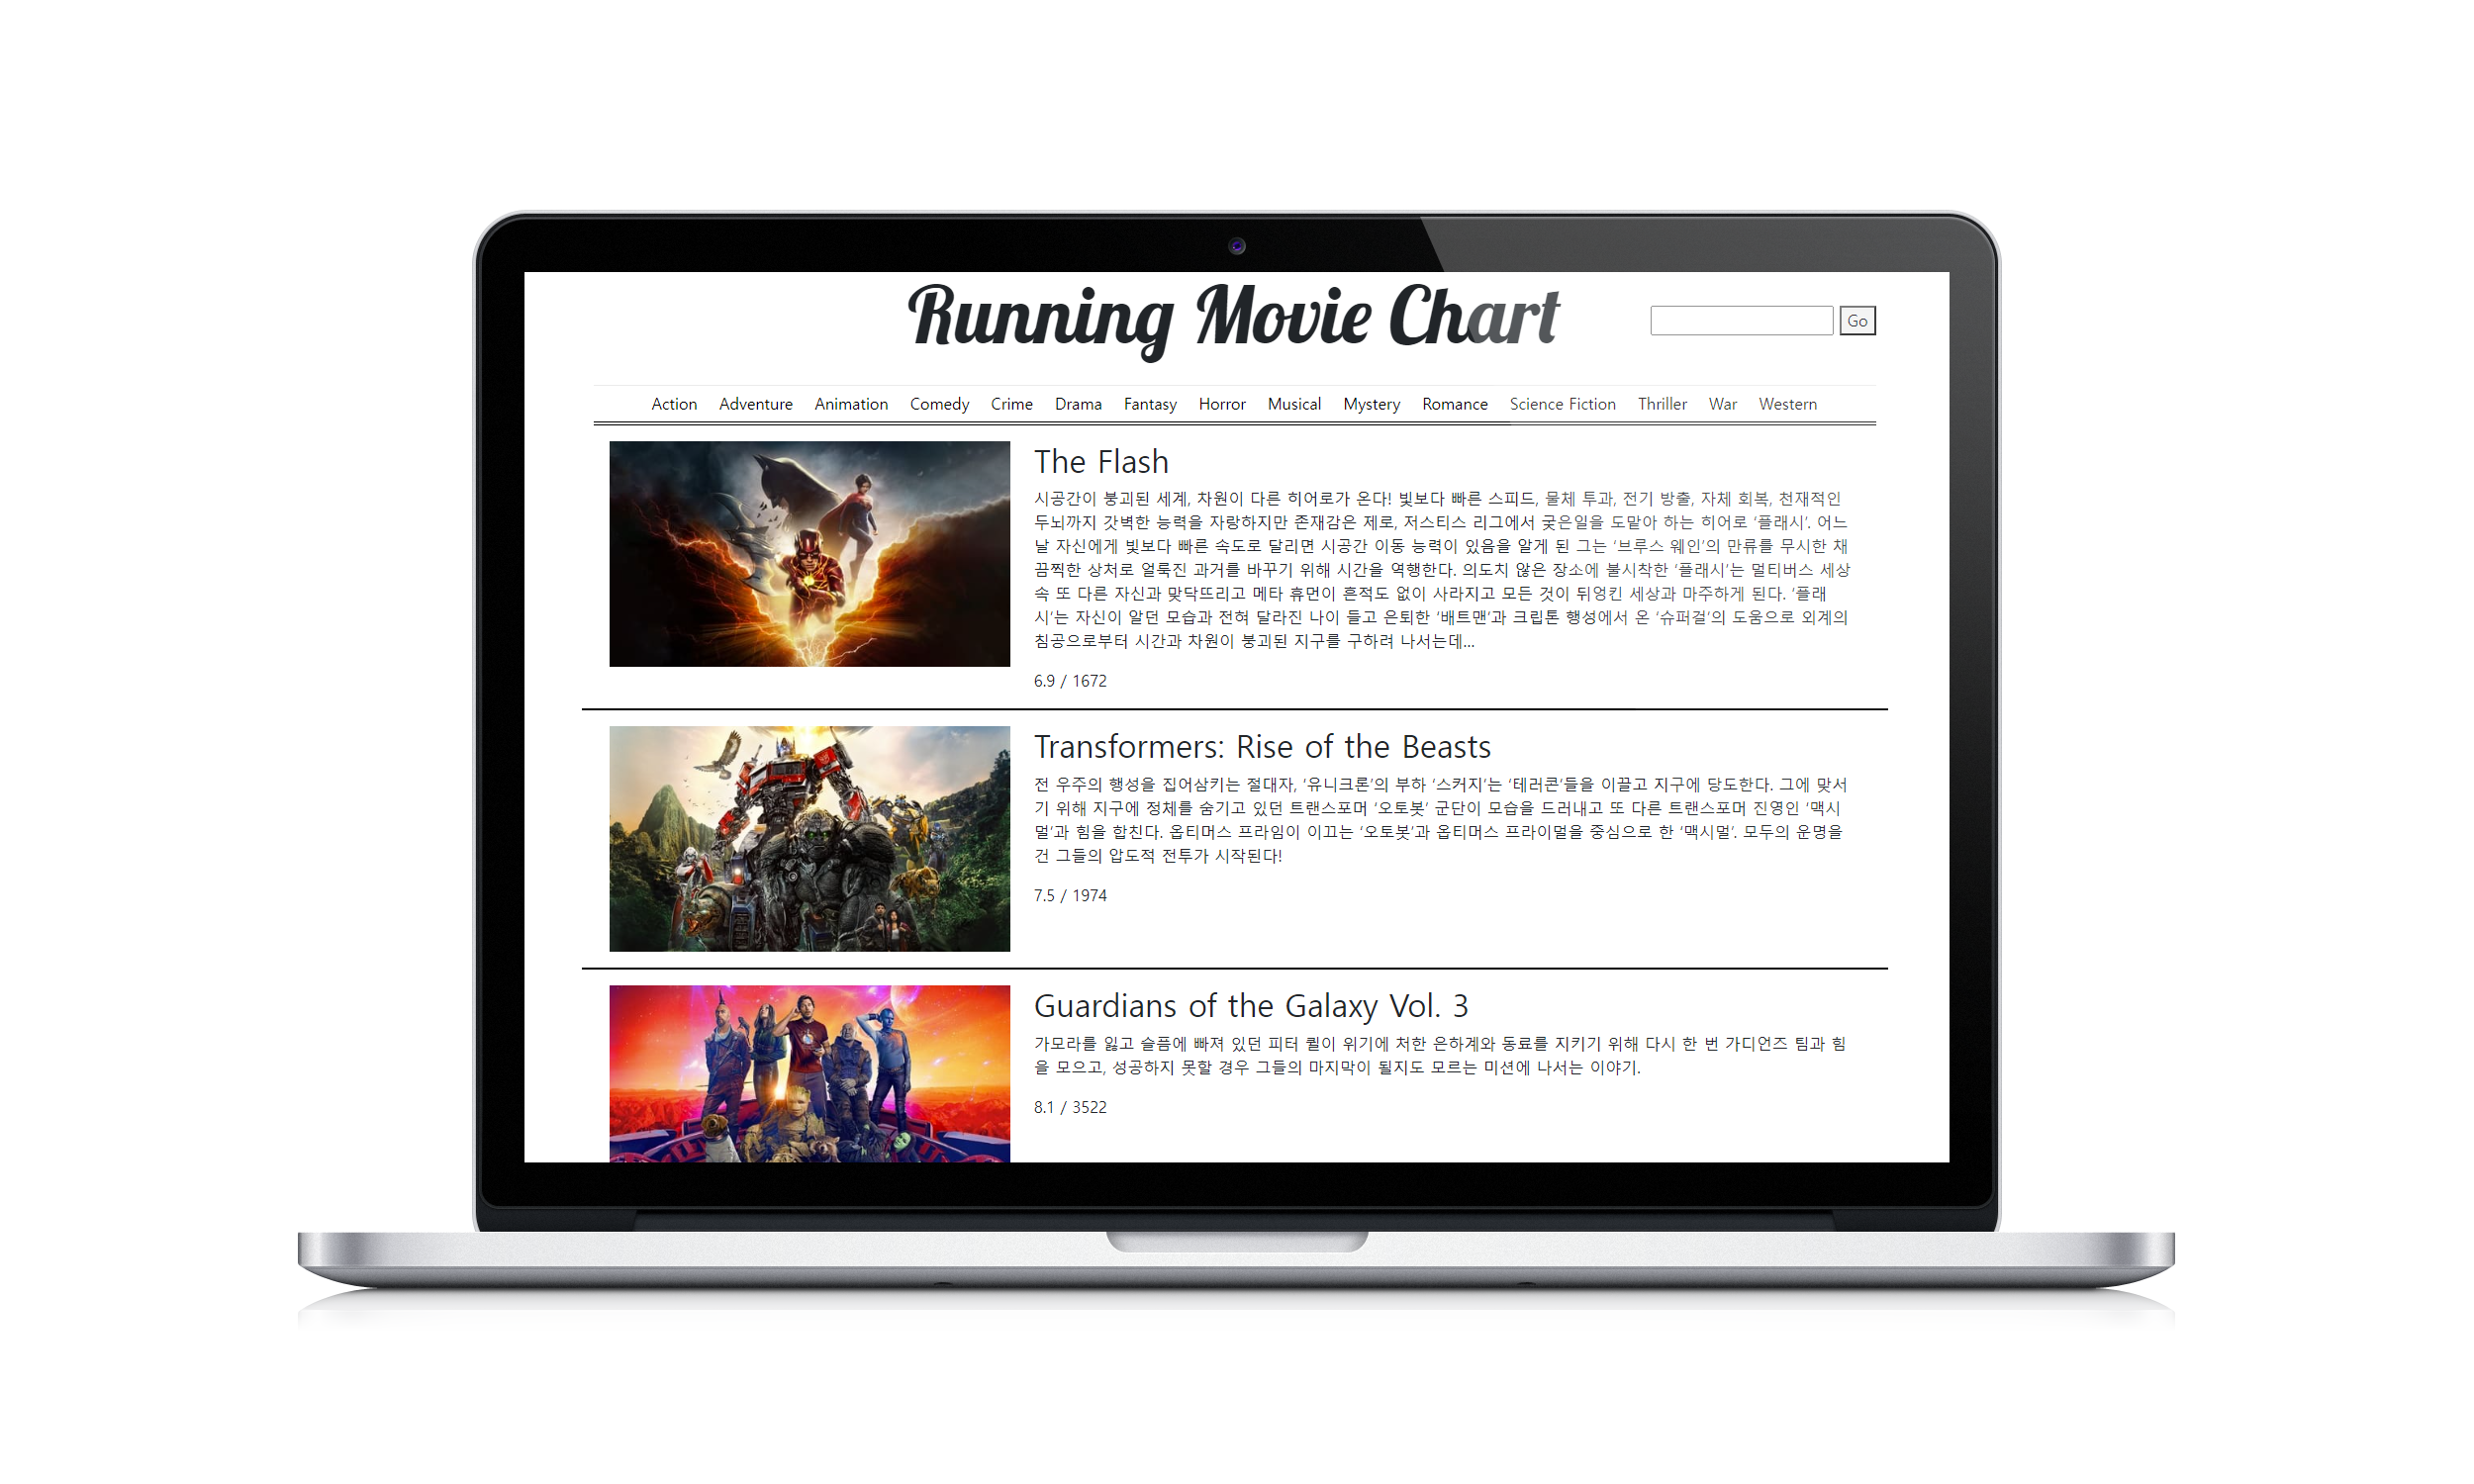 Running Movie Chart
Go
Action Adventure Animation Comedy Crime Drama Fantasy Horror Musical Mystery Romance Science Fiction Thriller War Western
The Flash
시공간이 붕괴된 세계, 차원이 다른 히어로가 온다! 빛보다 빠른 스피드, 물체 투과, 전기 방출, 자체 회복, 천재적인
두뇌까지 갓벽한 능력을 자랑하지만 존재감은 제로, 저스티스 리그에서 궂은일을 도맡아 하는 히어로 ‘플래시’. 어느
날 자신에게 빛보다 빠른 속도로 달리면 시공간 이동 능력이 있음을 알게 된 그는 ‘브루스 웨인’의 만류를 무시한 채
끔찍한 상처로 얼룩진 과거를 바꾸기 위해 시간을 역행한다. 의도치 않은 장소에 불시착한 ‘플래시’는 멀티버스 세상
속 또 다른 자신과 맞닥뜨리고 메타 휴먼이 흔적도 없이 사라지고 모든 것이 뒤엉킨 세상과 마주하게 된다. ‘플래
시’는 자신이 알던 모습과 전혀 달라진 나이 들고 은퇴한 ‘배트맨’과 크립톤 행성에서 온 ‘슈퍼걸’의 도움으로 외계의
침공으로부터 시간과 차원이 붕괴된 지구를 구하려 나서는데…
6.9 / 1672
Transformers: Rise of the Beasts
전 우주의 행성을 집어삼키는 절대자, ‘유니크론’의 부하 ‘스커지’는 ‘테러콘’들을 이끌고 지구에 당도한다. 그에 맞서
기 위해 지구에 정체를 숨기고 있던 트랜스포머 ‘오토봇’ 군단이 모습을 드러내고 또 다른 트랜스포머 진영인 ‘맥시
멀’과 힘을 합친다. 옵티머스 프라임이 이끄는 ‘오토봇’과 옵티머스 프라이멀을 중심으로 한 ‘맥시멀’. 모두의 운명을
건 그들의 압도적 전투가 시작된다!
7.5 / 1974
Guardians of the Galaxy Vol. 3
가모라를 잃고 슬픔에 빠져 있던 피터 퀼이 위기에 처한 은하계와 동료를 지키기 위해 다시 한 번 가디언즈 팀과 힘
을 모으고, 성공하지 못할 경우 그들의 마지막이 될지도 모르는 미션에 나서는 이야기.
8.1 / 3522